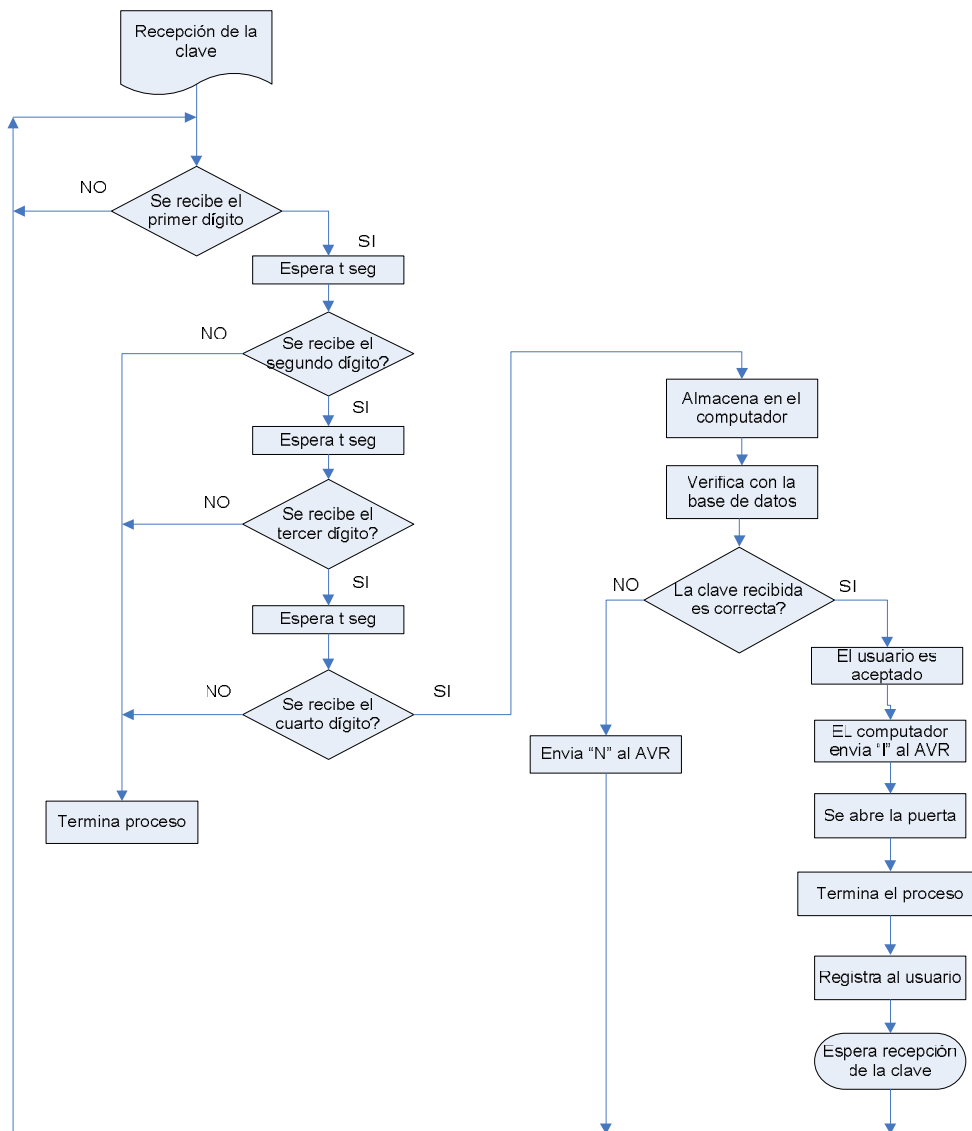 Recepción de la
clave
NO
Se recibe el
primer dígito
SI
Espera t seg
NO
Se recibe el
segundo dígito?
SI
Espera t seg
NO
Se recibe el
tercer dígito?
SI
Espera t seg
NO
Se recibe el
cuarto dígito?
SI
Termina proceso
Almacena en el
computador
Verifica con la
base de datos
NO
La clave recibida
es correcta?
SI
Envia “N” al AVR
El usuario es
aceptado
EL computador
envia “I” al AVR
Se abre la puerta
Termina el proceso
Registra al usuario
Espera recepción
de la clave